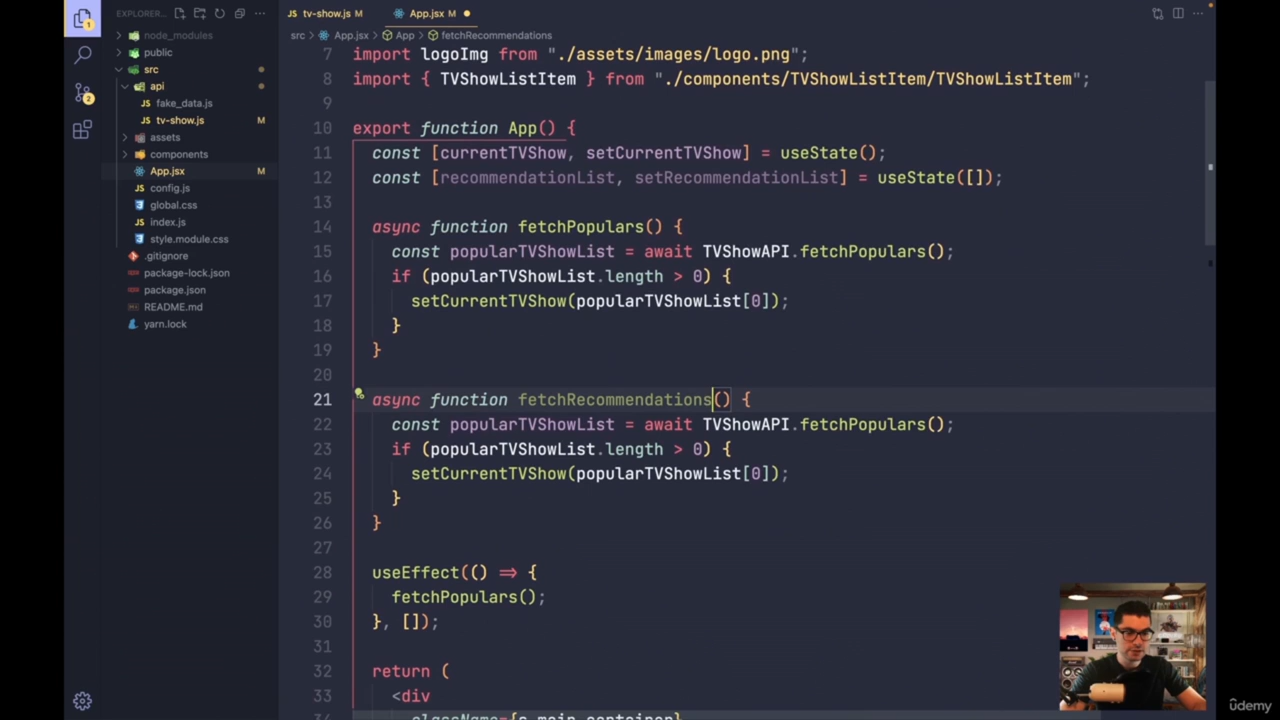 EXPLORER...
tv-show.js M
App.jsx M
src
App.jsx
App
fetchRecommendations
node_modules
public
src
api
fake_data.js
tv-show.js M
assets
components
App.jsx M
config.js
global.css
index.js
style.module.css
.gitignore
package-lock.json
package.json
README.md
yarn.lock
1
2
7 import logoImg from "./assets/images/logo.png";
8 import { TVShowListItem } from "./components/TVShowListItem/TVShowListItem";
9
10 export function App() {
11 const [currentTVShow, setCurrentTVShow] = useState();
12 const [recommendationList, setRecommendationList] = useState([]);
13
14 async function fetchPopulars() {
15 const popularTVShowList = await TVShowAPI.fetchPopulars();
16 if (popularTVShowList.length > 0) {
17 setCurrentTVShow(popularTVShowList[0]);
18 }
19 }
20
21 async function fetchRecommendations() {
22 const popularTVShowList = await TVShowAPI.fetchPopulars();
23 if (popularTVShowList.length > 0) {
24 setCurrentTVShow(popularTVShowList[0]);
25 }
26 }
27
28 useEffect(() => {
29 fetchPopulars();
30 }, []);
31
32 return (
33 <div
ûdemy